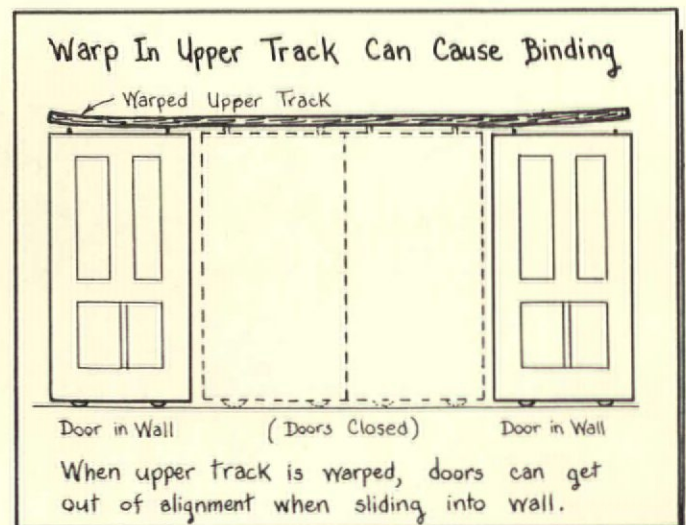 Warp In Upper Track Can Cause Binding
Warped Upper Track
Door in Wall
(Doors Closed)
Door in Wall
When upper track is warped, doors can get
out of alignment when sliding into wall.